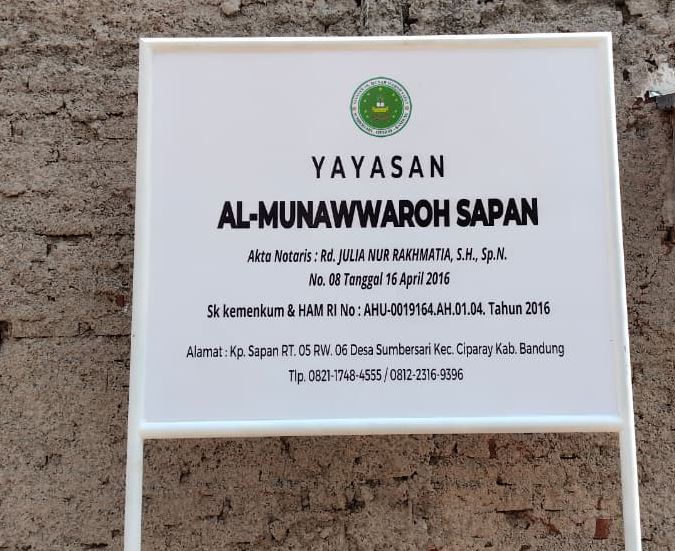 YAYASAN
AL-MUNAWWAROH SAPAN
Akta Notaris : Rd. JULIA NUR RAKHMATIA, S.H., Sp.N.
No. 08 Tanggal 16 April 2016
Sk kemenkum & HAM RI No : AHU-0019164.AH.01.04. Tahun 2016
Alamat : Kp. Sapan RT. 05 RW. 06 Desa Sumbersari Kec. Ciparay Kab. Bandung
Tlp. 0821-1748-4555 / 0812-2316-9396